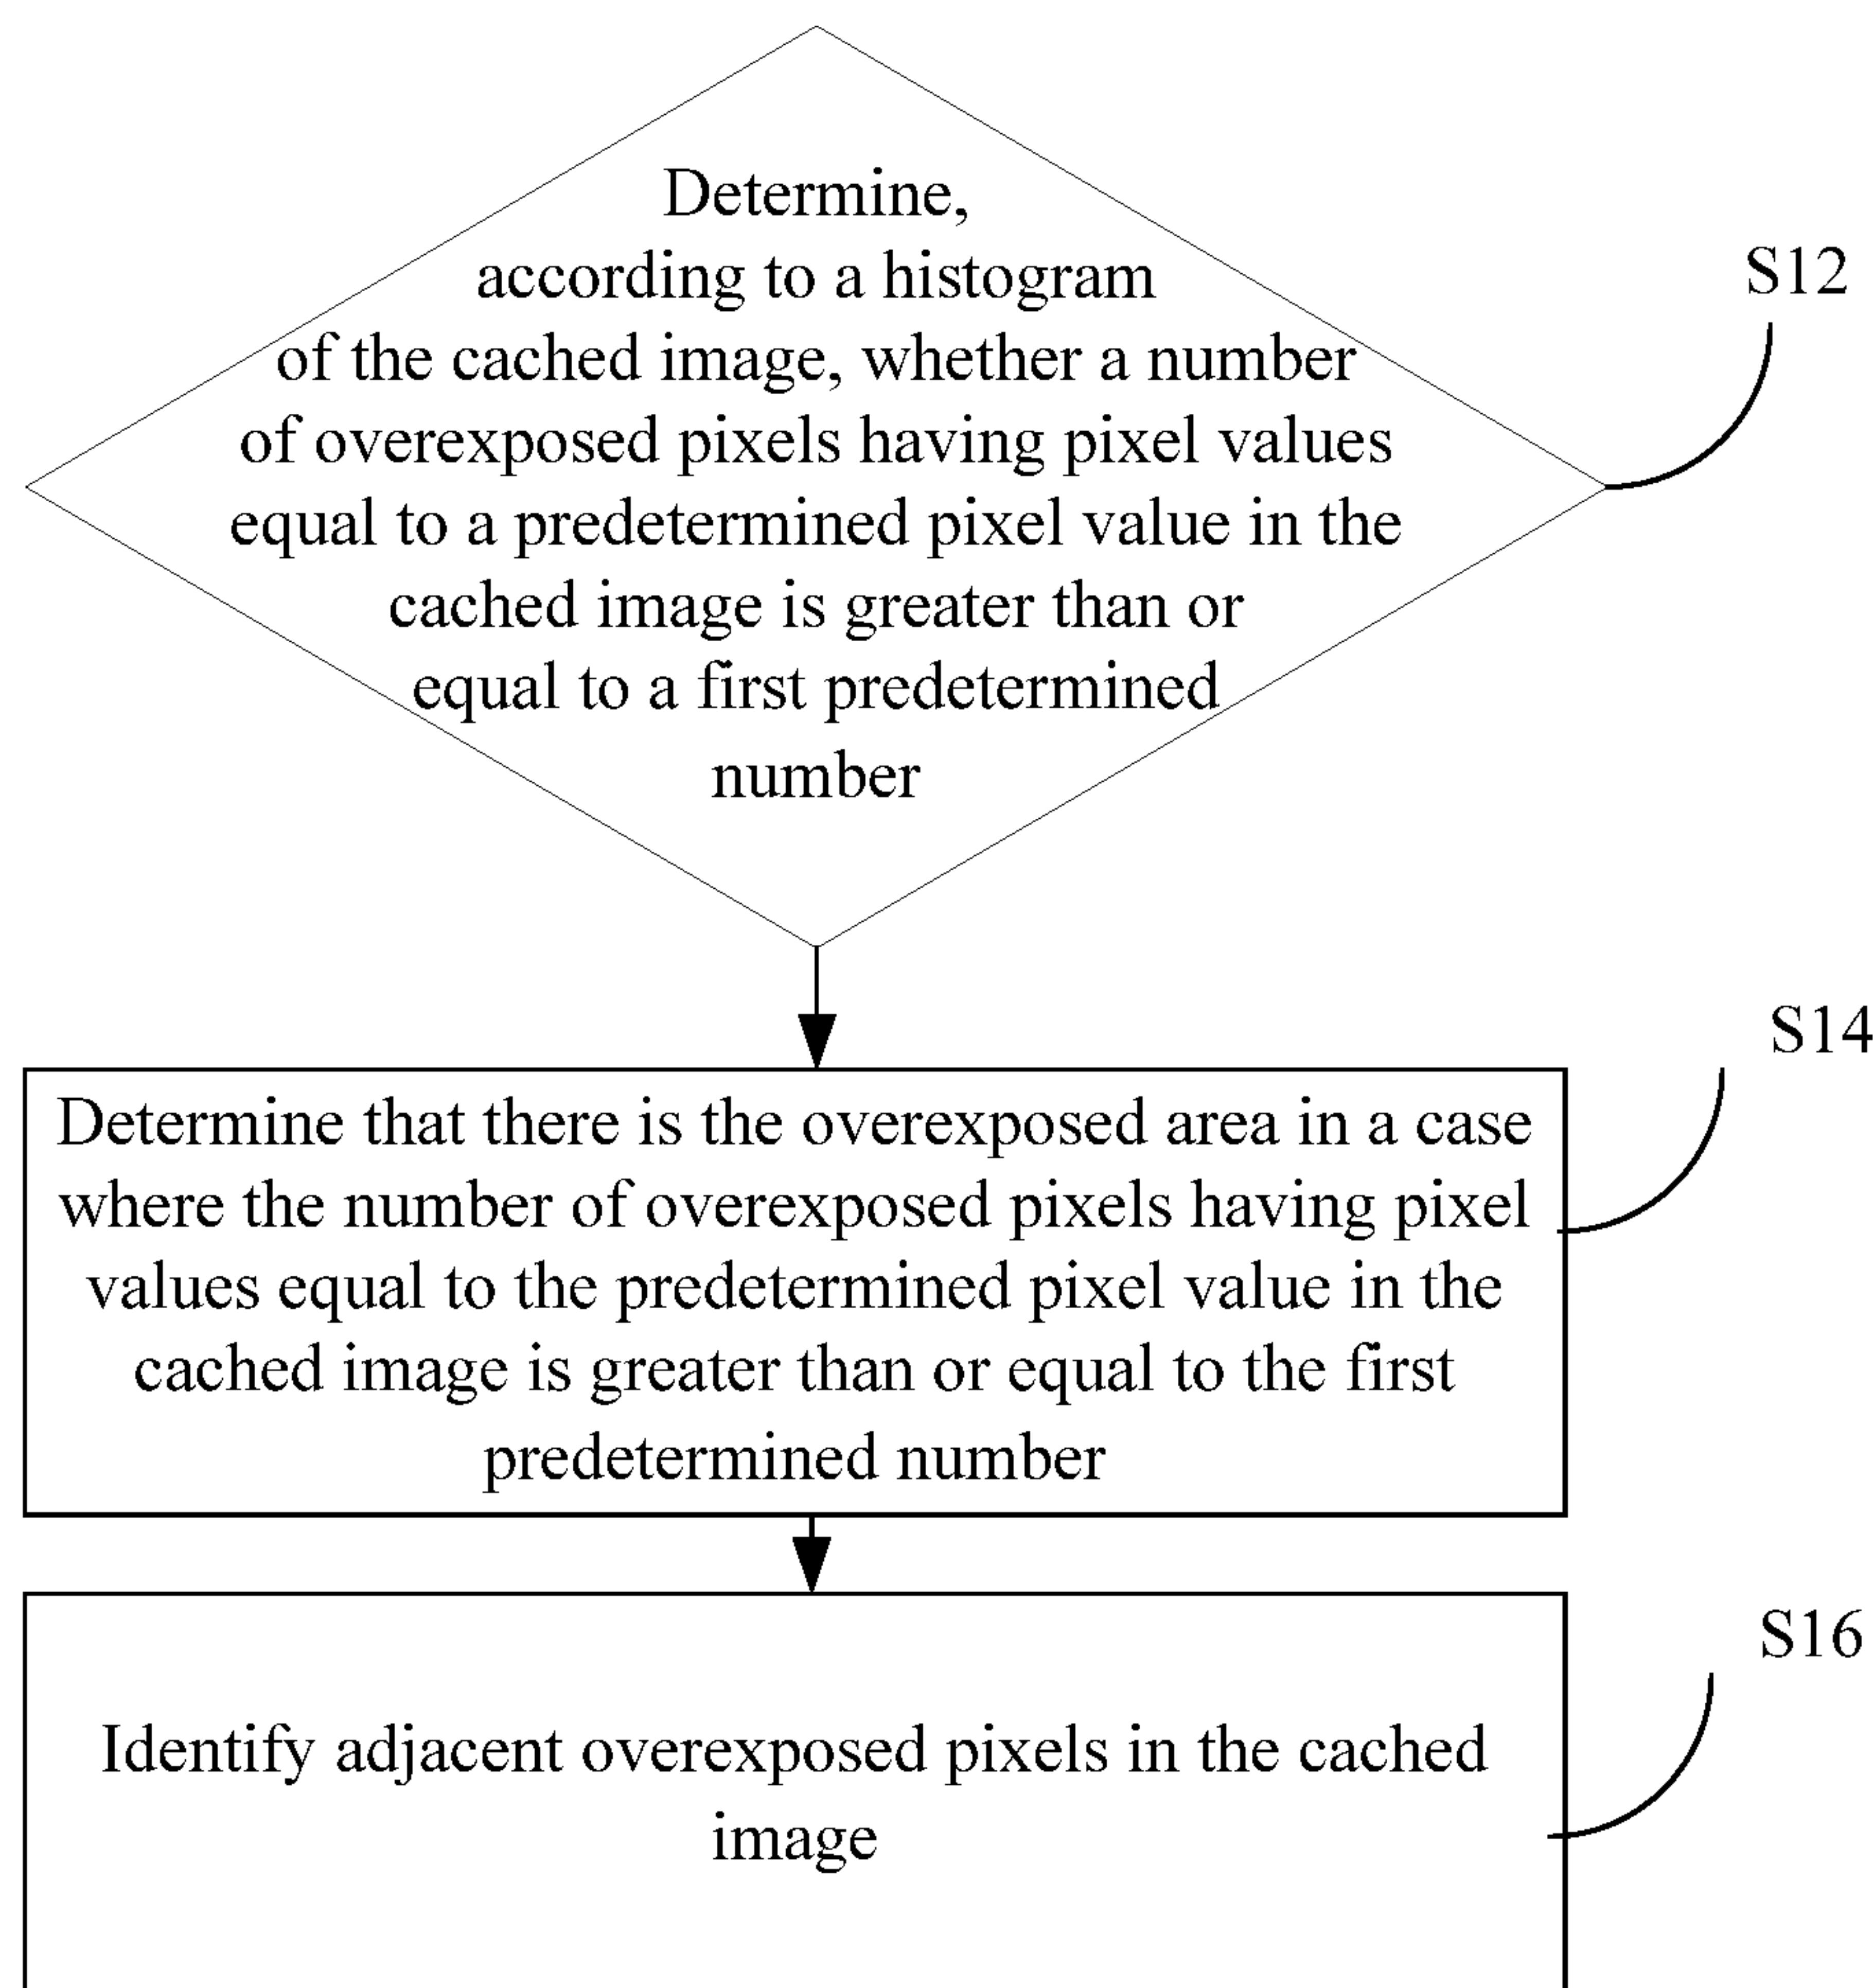 Determine,
according to a histogram
of the cached image, whether a number
of overexposed pixels having pixel values
equal to a predetermined pixel value in the
cached image is greater than or
equal to a first predetermined
number
S12
S14
Determine that there is the overexposed area in a case
where the number of overexposed pixels having pixel
values equal to the predetermined pixel value in the
cached image is greater than or equal to the first
predetermined number
S16
Identify adjacent overexposed pixels in the cached
image